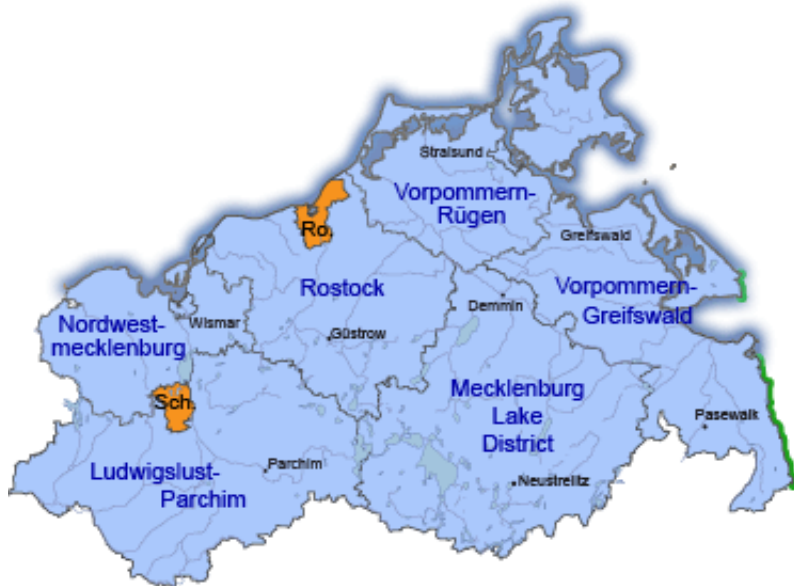 Stralsund
Vorpommern-
Rügen
Ro.
Greifswald
Rostock
Vorpommern-
Greifswald
Demmin
Nordwest-
mecklenburg
Wismar
Güstrow
Sch.
Mecklenburg
Lake
District
Pasewalk
Ludwigslust-
Parchim
Parchim
Neustrelitz